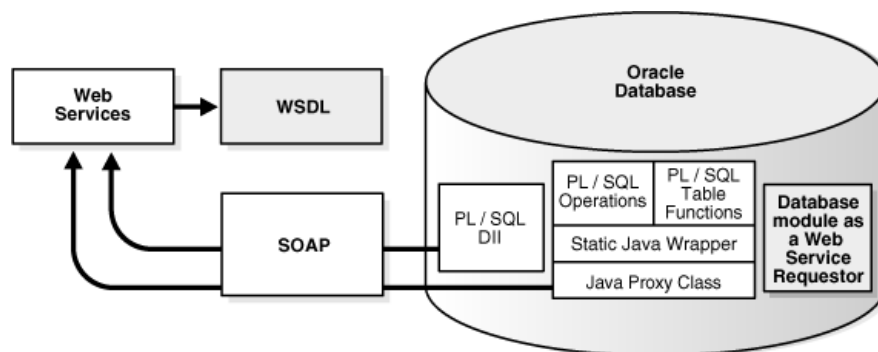 Web
Services
WSDL
SOAP
Oracle
Database
PL / SQL
DII
PL / SQL
Operations
PL / SQL
Table
Functions
Static Java Wrapper
Java Proxy Class
Database
module as
a Web
Service
Requestor